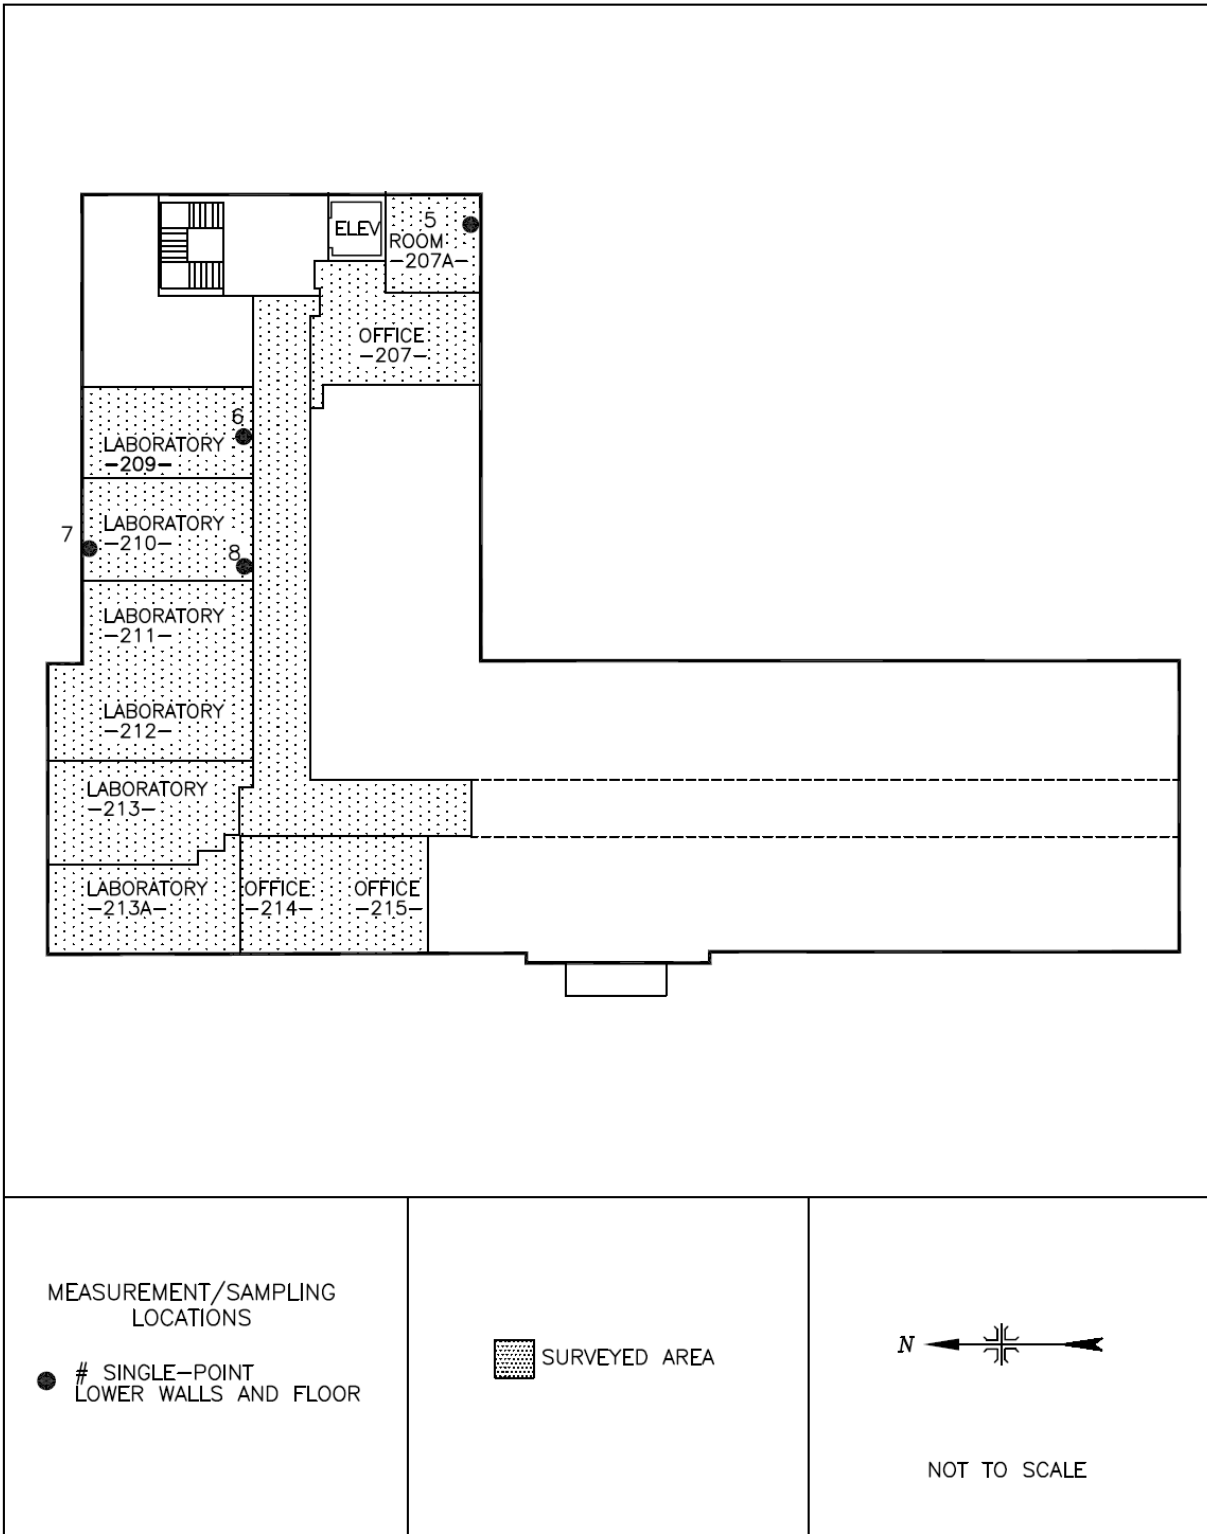 ELEV
5
ROOM
-207A-
OFFICE
-207-
6
LABORATORY
-209-
7
LABORATORY
-210-
8
LABORATORY
-211-
LABORATORY
-212-
LABORATORY
-213-
LABORATORY
-213A-
OFFICE
-214-
OFFICE
-215-
MEASUREMENT/SAMPLING
LOCATIONS
# SINGLE-POINT
LOWER WALLS AND FLOOR
SURVEYED AREA
N
NOT TO SCALE